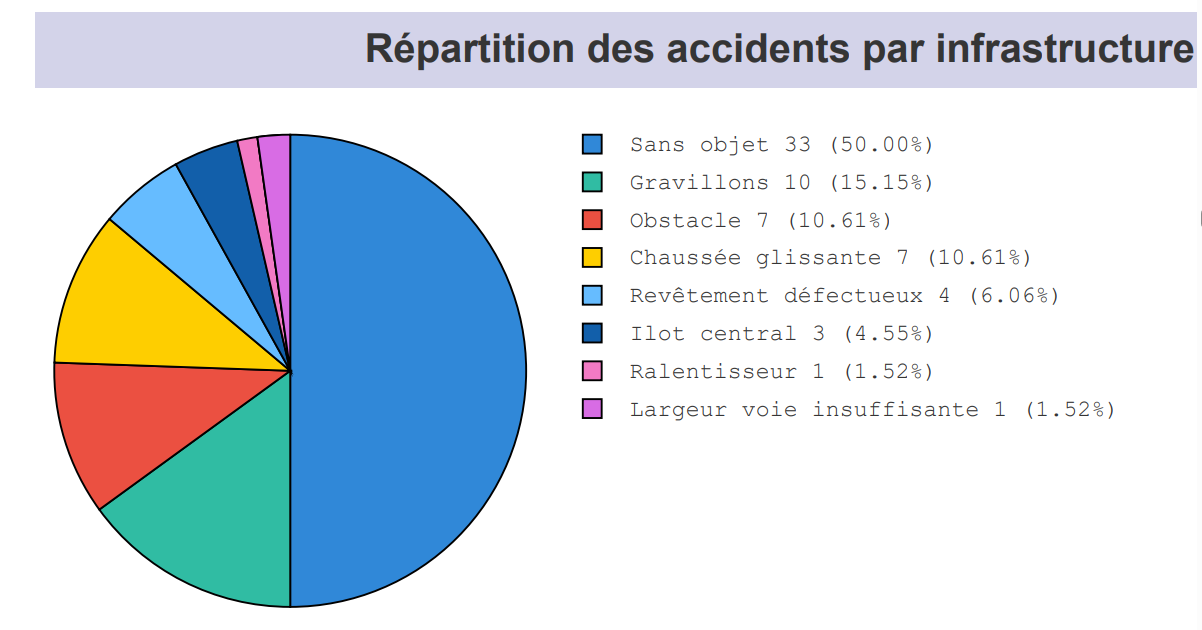 Répartition des accidents par infrastructure
Sans objet 33 (50.00%)
Gravillons 10 (15.15%)
Obstacle 7 (10.61%)
Chaussée glissante 7 (10.61%)
Revêtement défectueux 4 (6.06%)
Ilot central 3 (4.55%)
Ralentisseur 1 (1.52%)
Largeur voie insuffisante 1 (1.52%)